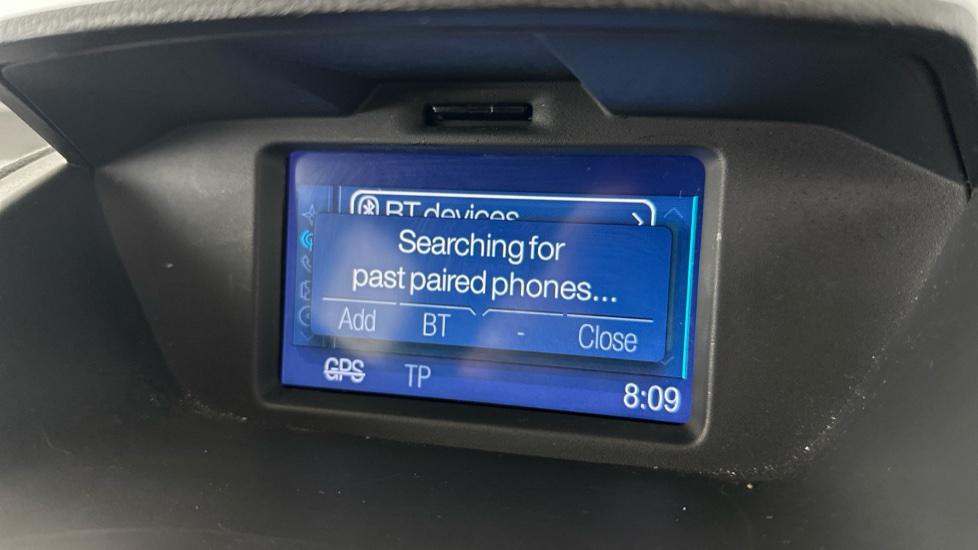 BT devices
Searching for
past paired phones...
Add BT - Close
GPS TP 8:09